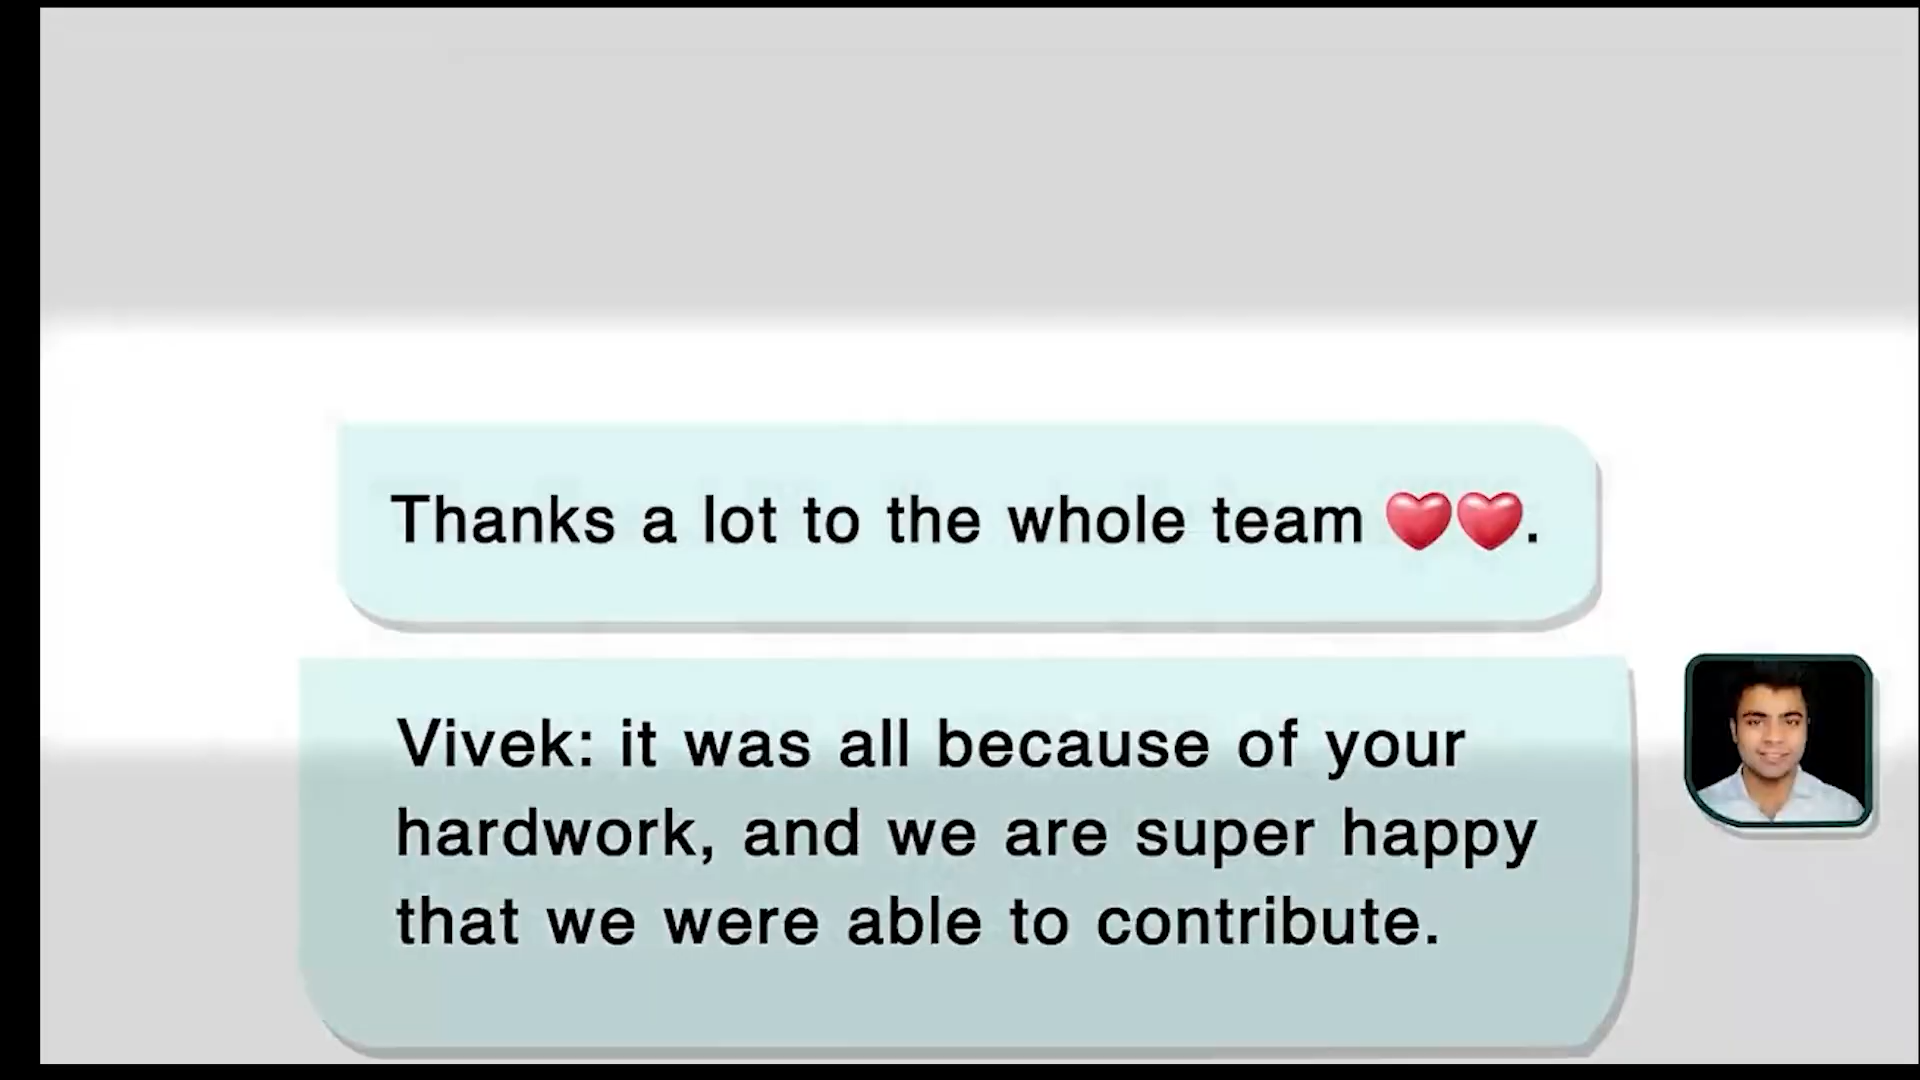 Thanks a lot to the whole team ❤️❤️.
Vivek: it was all because of your
hardwork, and we are super happy
that we were able to contribute.